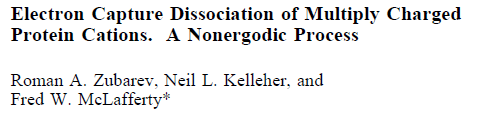 Electron Capture Dissociation of Multiply Charged
Protein Cations. A Nonergodic Process
Roman A. Zubarev, Neil L. Kelleher, and
Fred W. McLafferty*